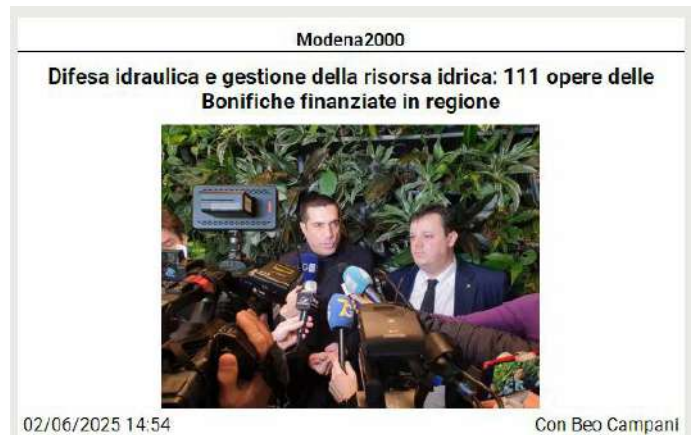 Modena2000
Difesa idraulica e gestione della risorsa idrica: 111 opere delle
Bonifiche finanziate in regione
02/06/2025 14:54
Con Beo Campani